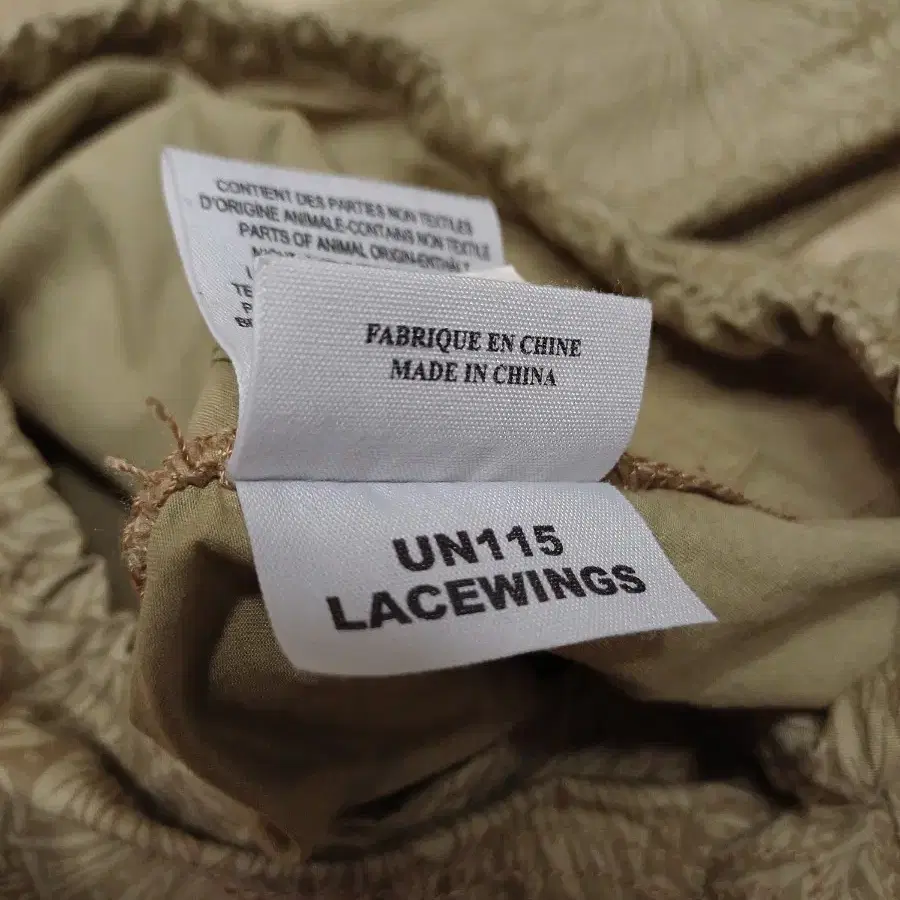 CONTIENT DES PARTIES NON TEXTILES
D'ORIGINE ANIMALE-CONTAINS NON TEXTILE
PARTS OF ANIMAL ORIGIN-ENTHÄLT
FABRIQUE EN CHINE
MADE IN CHINA
UN115
LACEWINGS